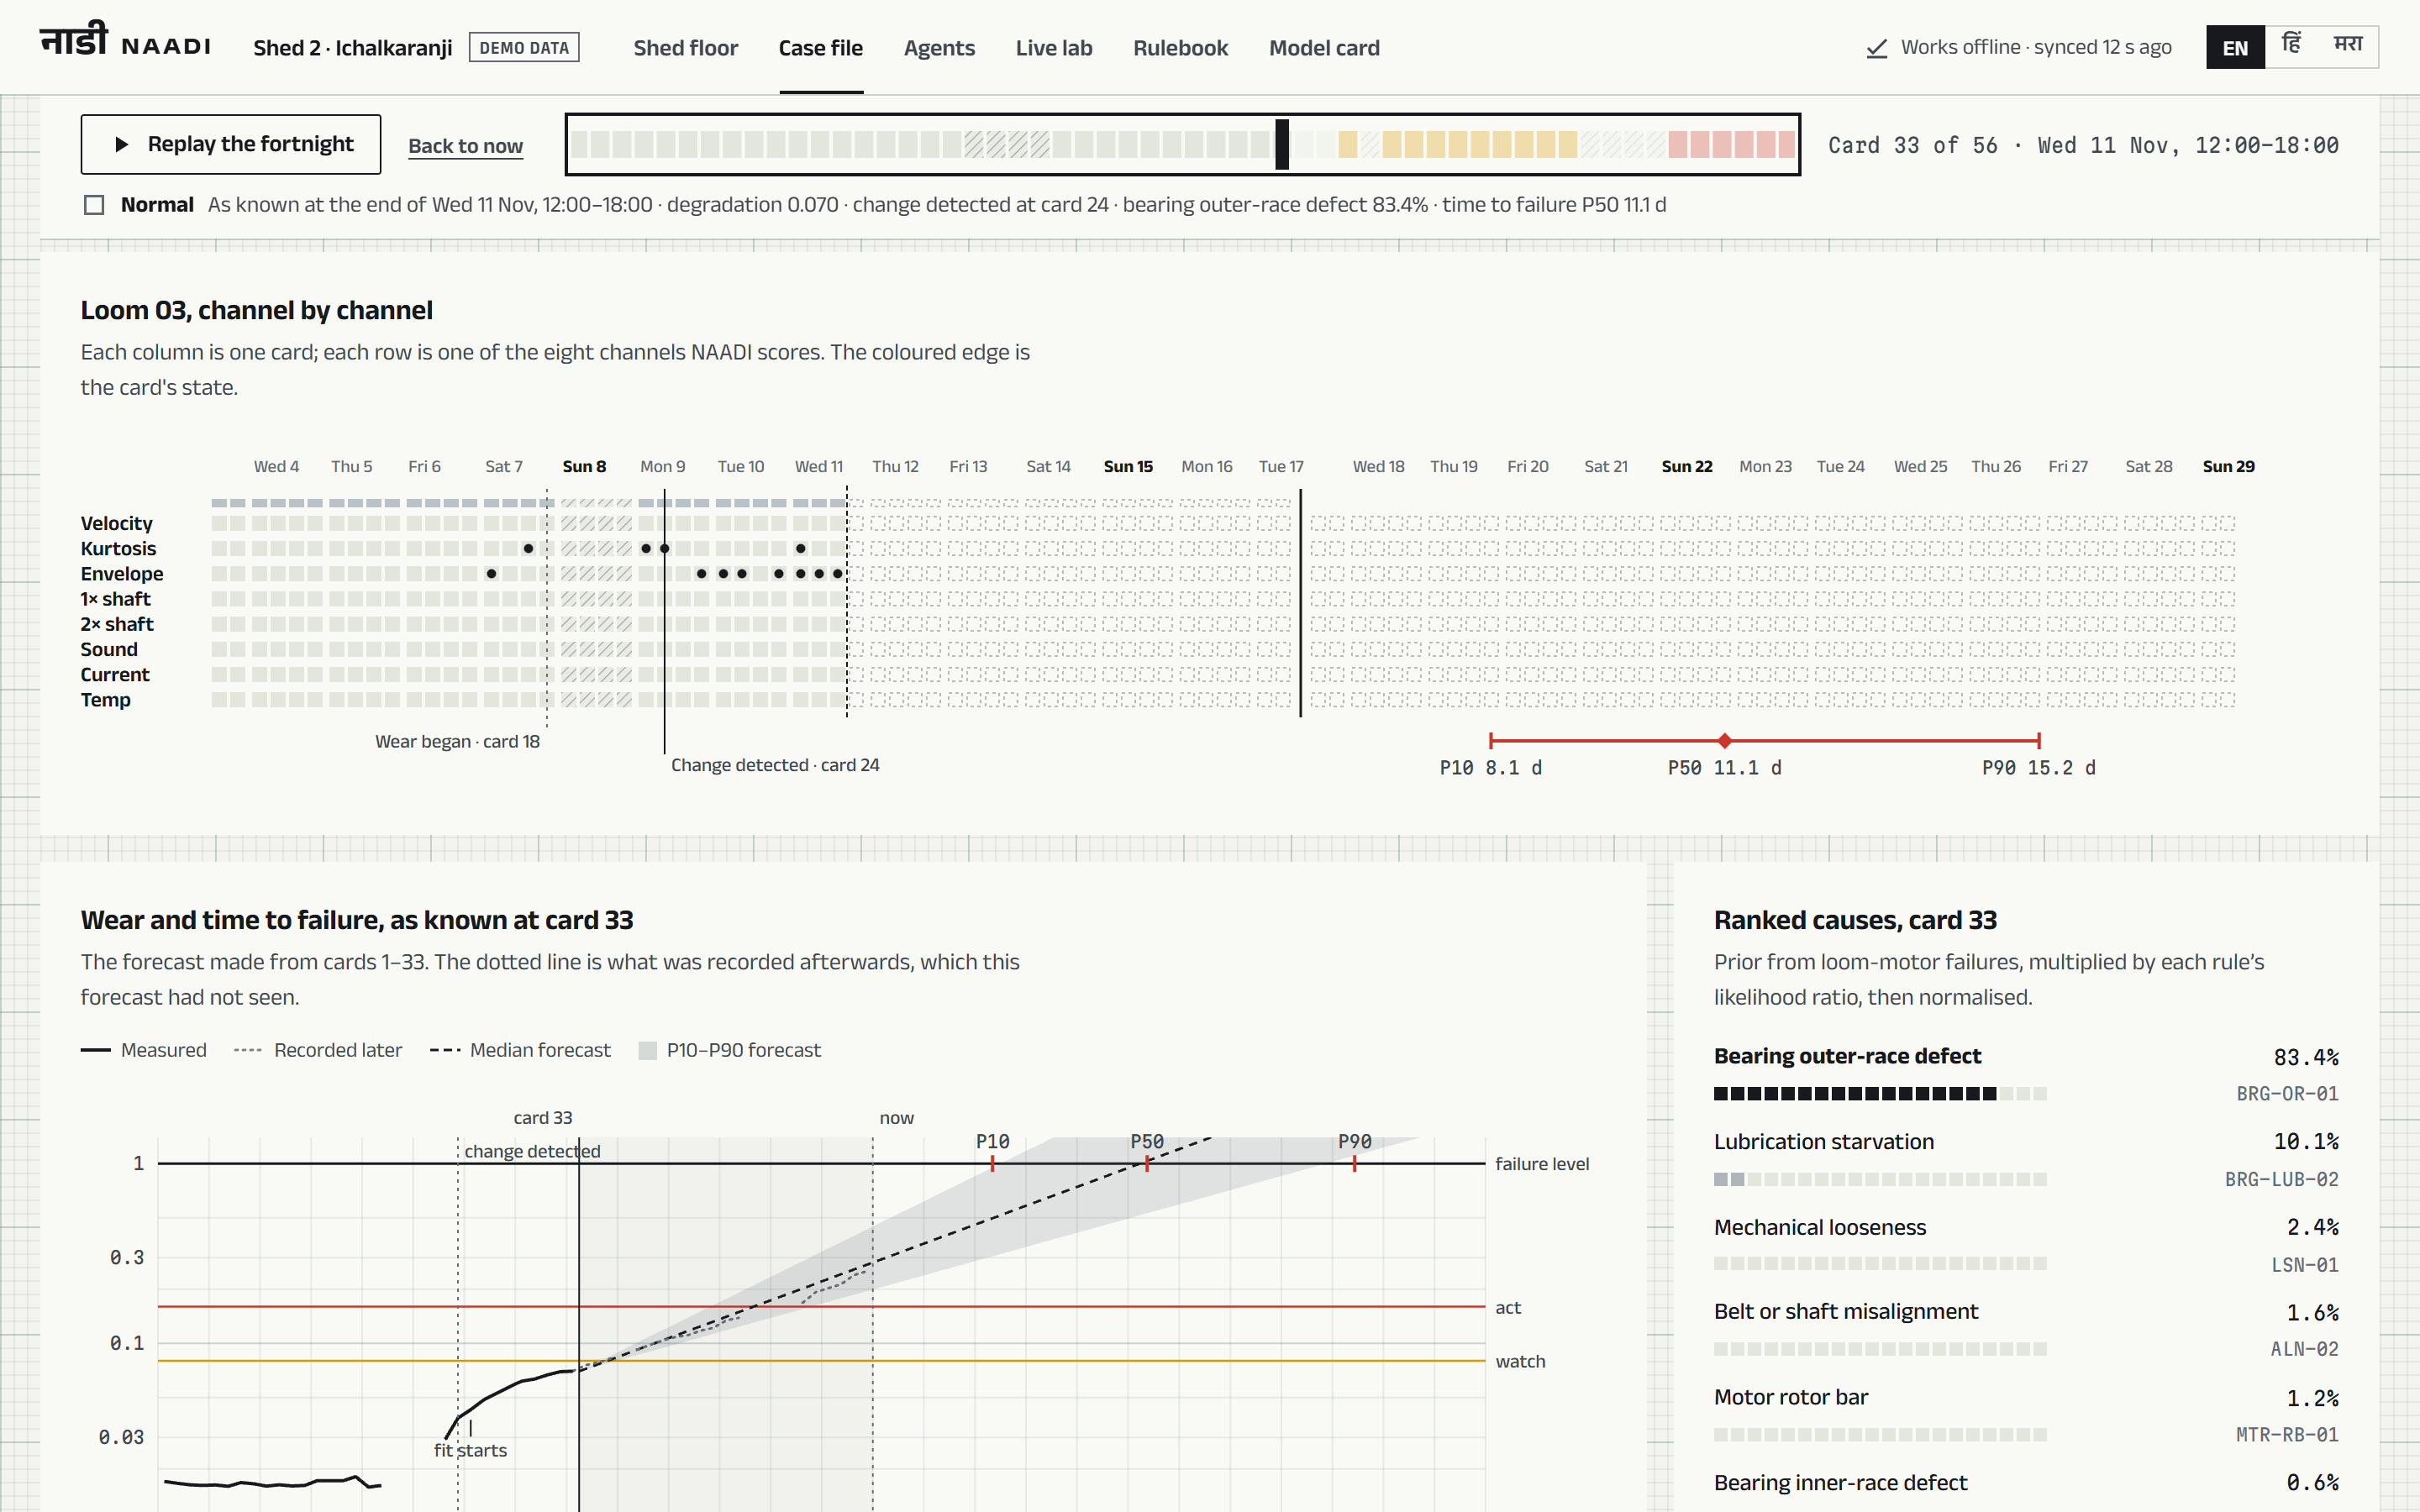 नाडी NAADI
Shed 2 · Ichalkaranji
DEMO DATA
Shed floor
Case file
Agents
Live lab
Rulebook
Model card
Works offline · synced 12 s ago
EN
हिं
मरा
Replay the fortnight
Back to now
Card 33 of 56 · Wed 11 Nov, 12:00–18:00
Normal As known at the end of Wed 11 Nov, 12:00–18:00 · degradation 0.070 · change detected at card 24 · bearing outer-race defect 83.4% · time to failure P50 11.1 d
Loom 03, channel by channel
Each column is one card; each row is one of the eight channels NAADI scores. The coloured edge is
the card's state.
Wed 4 Thu 5 Fri 6 Sat 7 Sun 8 Mon 9 Tue 10 Wed 11 Thu 12 Fri 13 Sat 14 Sun 15 Mon 16 Tue 17 Wed 18 Thu 19 Fri 20 Sat 21 Sun 22 Mon 23 Tue 24 Wed 25 Thu 26 Fri 27 Sat 28 Sun 29
Velocity
Kurtosis
Envelope
1× shaft
2× shaft
Sound
Current
Temp
Wear began · card 18
Change detected · card 24
P10 8.1 d
P50 11.1 d
P90 15.2 d
Wear and time to failure, as known at card 33
The forecast made from cards 1–33. The dotted line is what was recorded afterwards, which this
forecast had not seen.
Measured
Recorded later
Median forecast
P10–P90 forecast
card 33
now
change detected
P10
P50
P90
1
failure level
0.3
act
0.1
watch
0.03
fit starts
Ranked causes, card 33
Prior from loom-motor failures, multiplied by each rule’s
likelihood ratio, then normalised.
Bearing outer-race defect 83.4%
BRG-OR-01
Lubrication starvation 10.1%
BRG-LUB-02
Mechanical looseness 2.4%
LSN-01
Belt or shaft misalignment 1.6%
ALN-02
Motor rotor bar 1.2%
MTR-RB-01
Bearing inner-race defect 0.6%